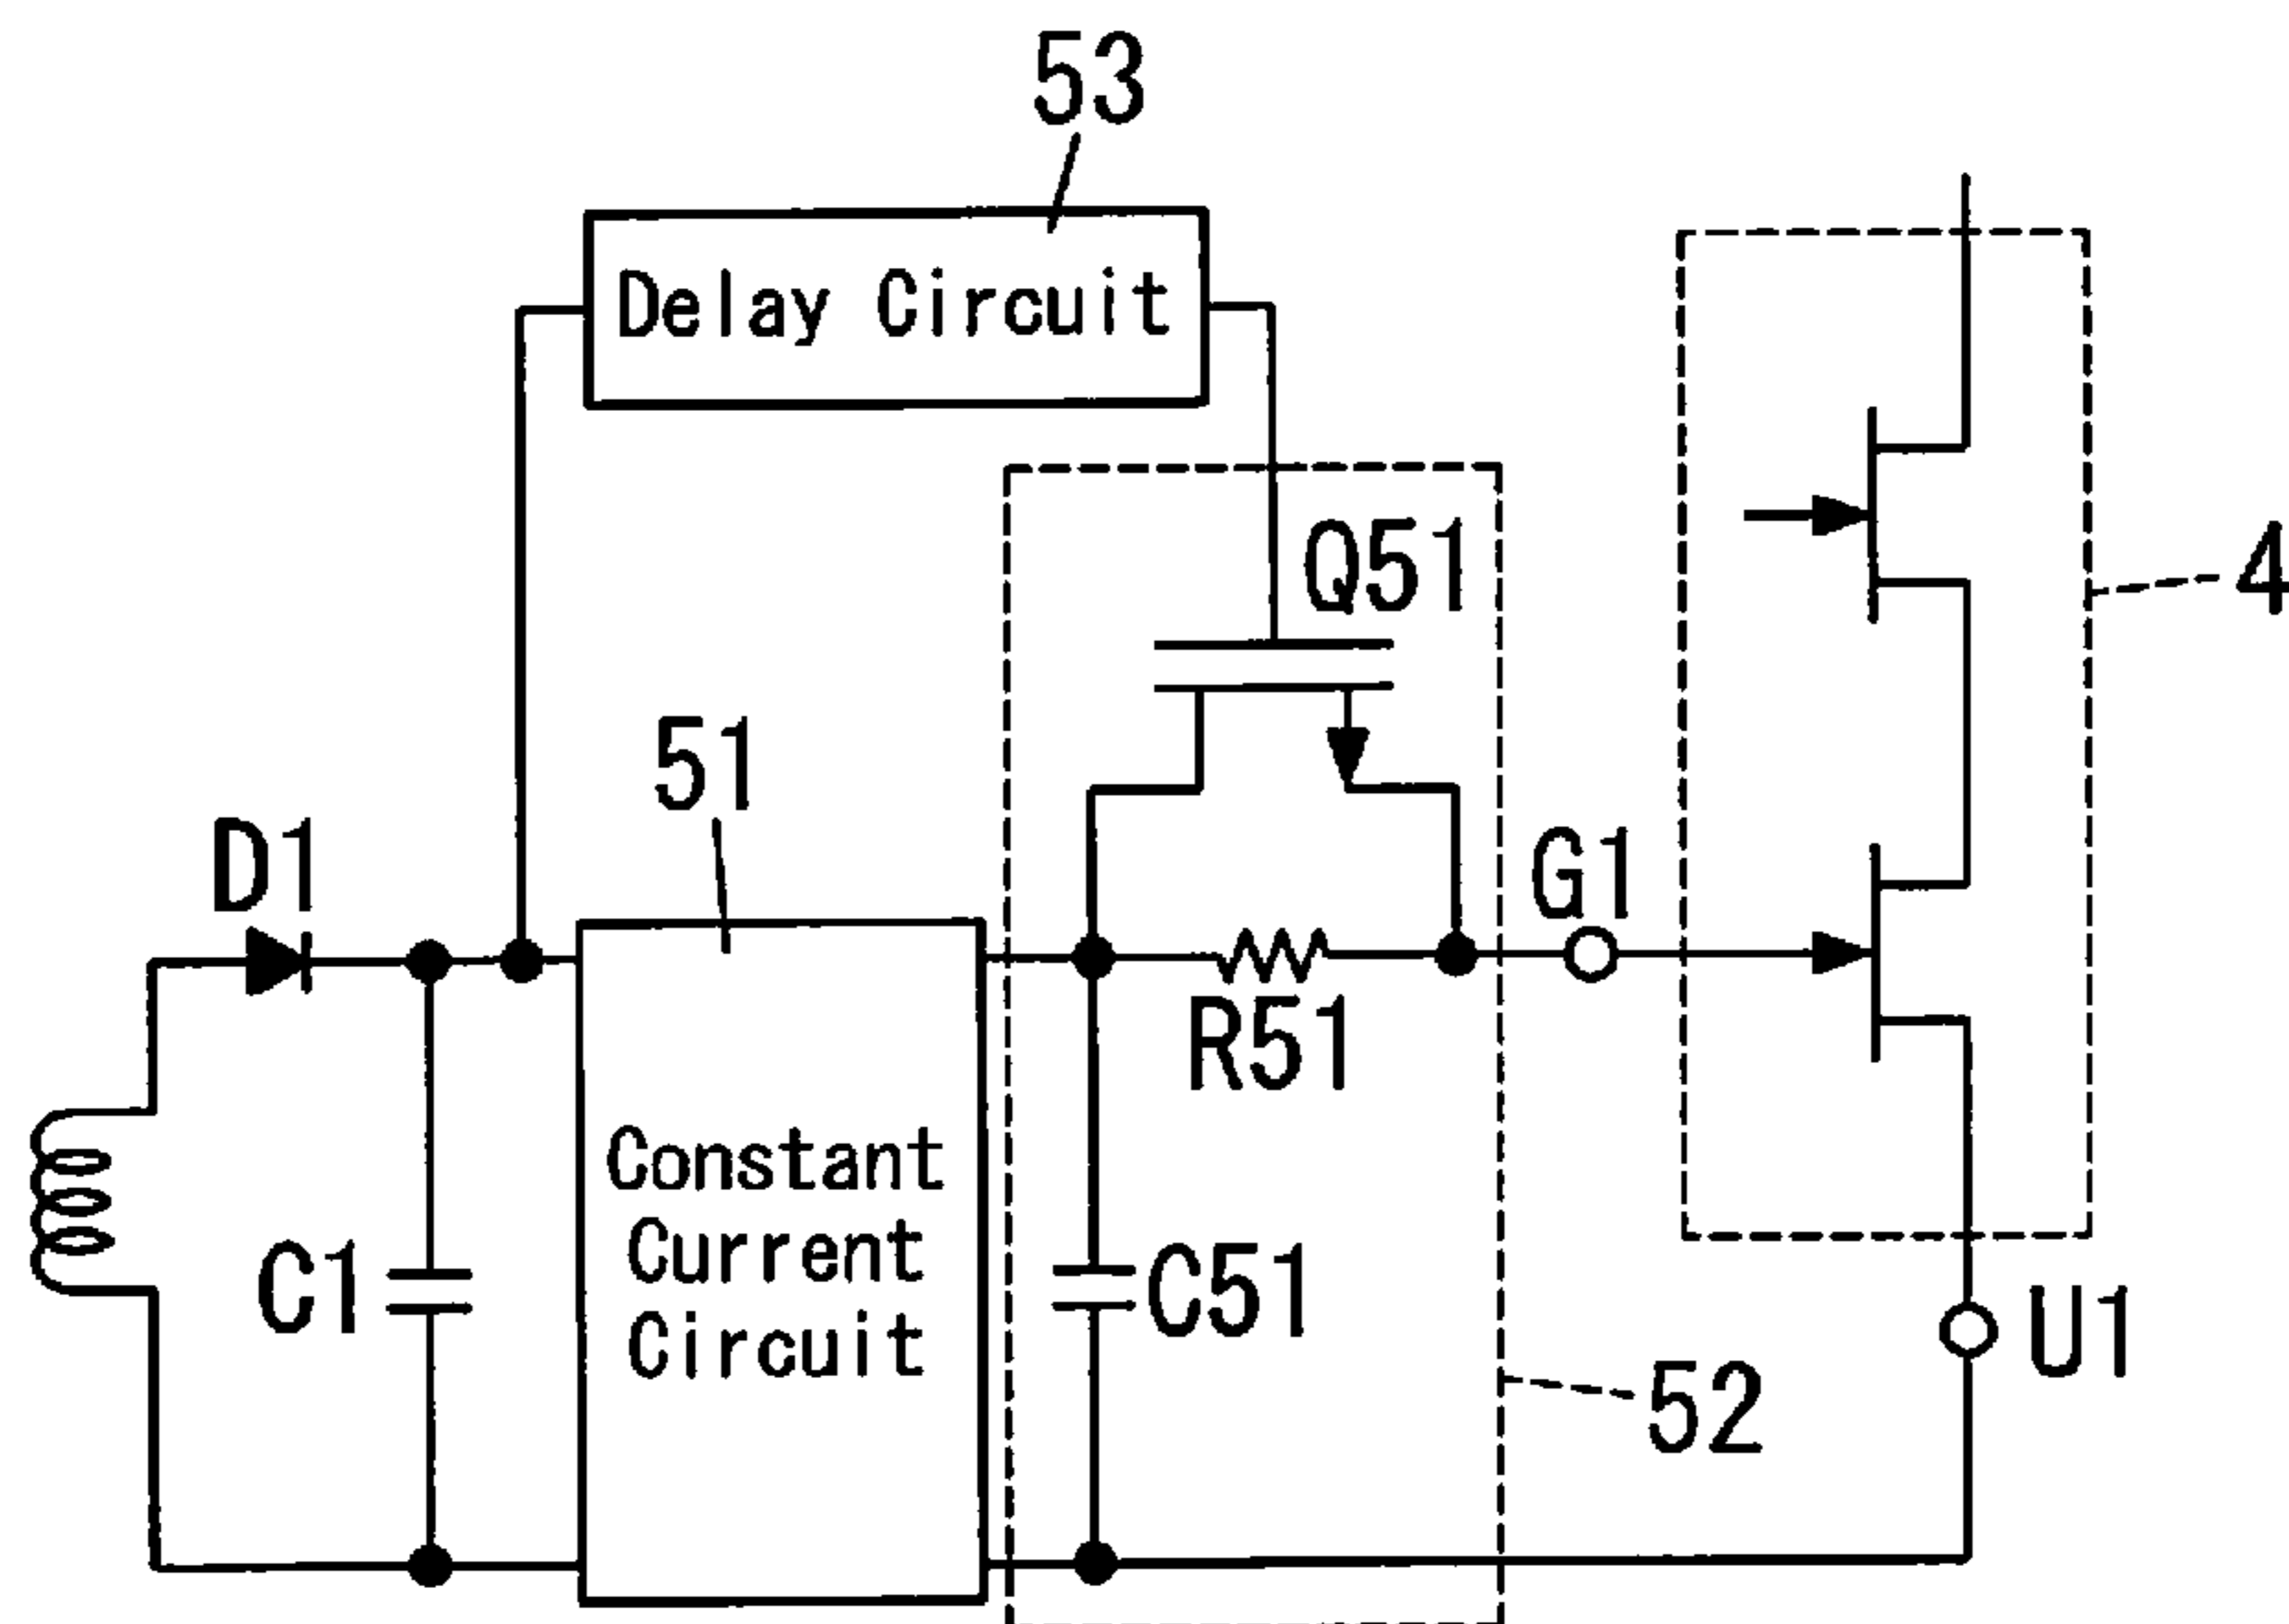 53
Delay Circuit
Q51
4
51
D1
G1
R51
Constant
Current
Circuit
C1
C51
U1
52